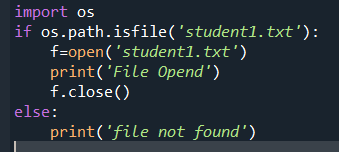 import os
if os.path.isfile('student1.txt'):
    f=open('student1.txt')
    print('File Opend')
    f.close()
else:
    print('file not found')